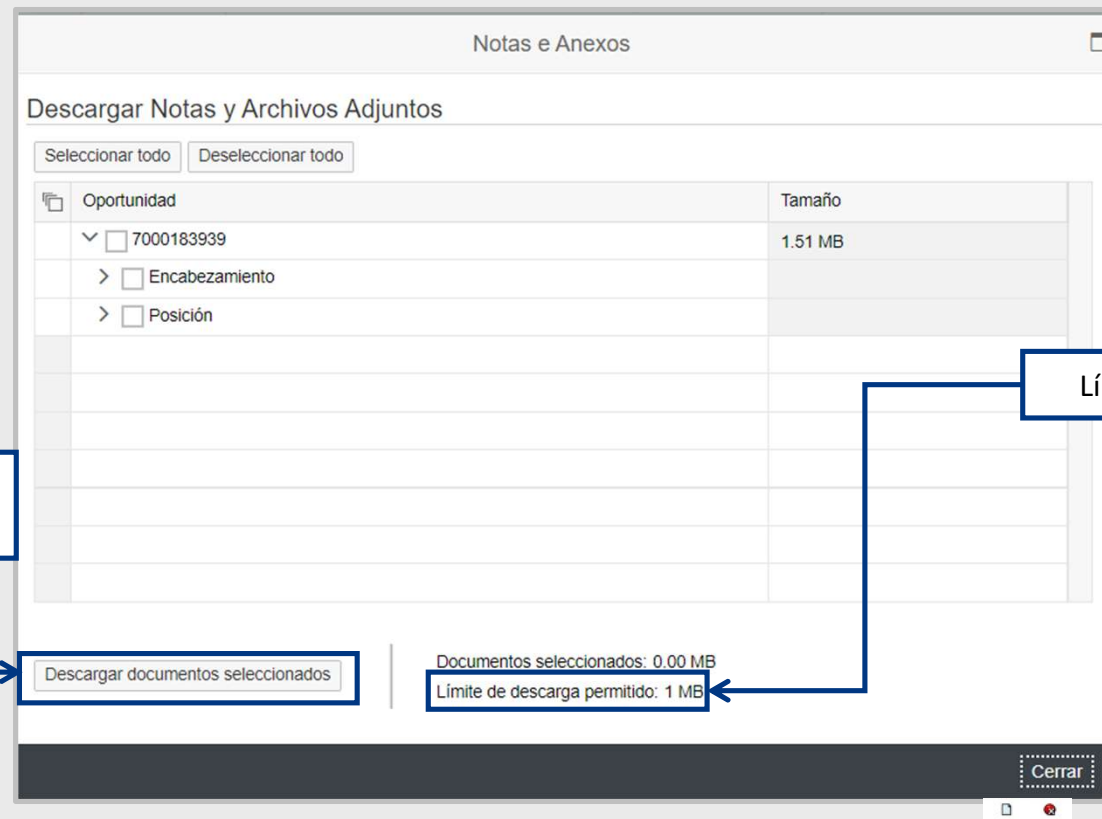 Notas e Anexos
Descargar Notas y Archivos Adjuntos
Seleccionar todo Deseleccionar todo
Oportunidad Tamaño
7000183939 1.51 MB
Encabezamiento
Posición
Lí
Documentos seleccionados: 0.00 MB
Descargar documentos seleccionados
Límite de descarga permitido: 1 MB
Cerrar